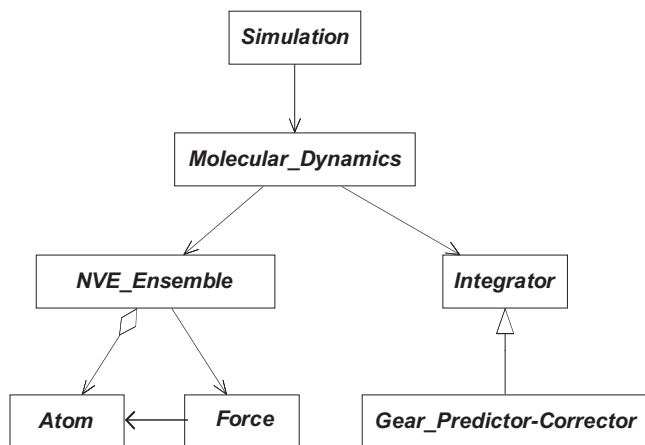 Simulation
Molecular_Dynamics
NVE_Ensemble
Integrator
Atom
Force
Gear_Predictor-Corrector